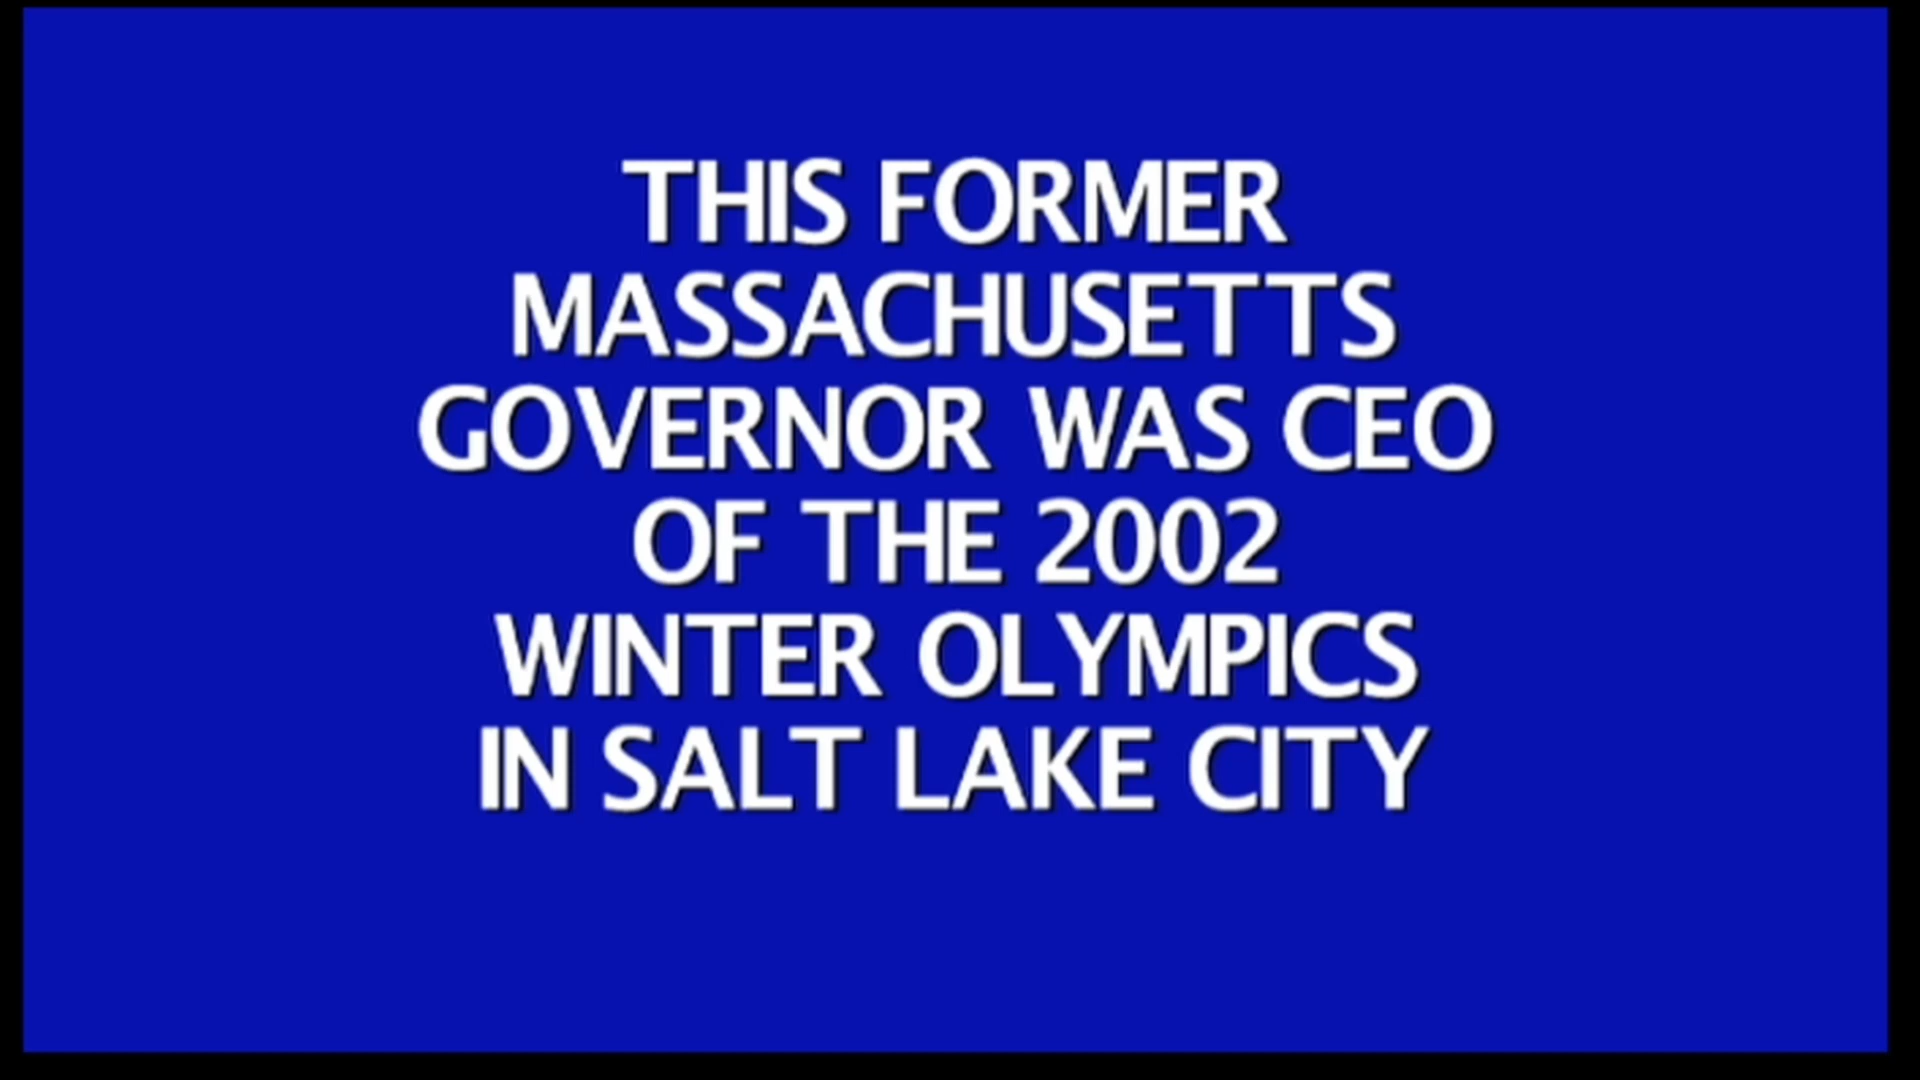 THIS FORMER
MASSACHUSETTS
GOVERNOR WAS CEO
OF THE 2002
WINTER OLYMPICS
IN SALT LAKE CITY